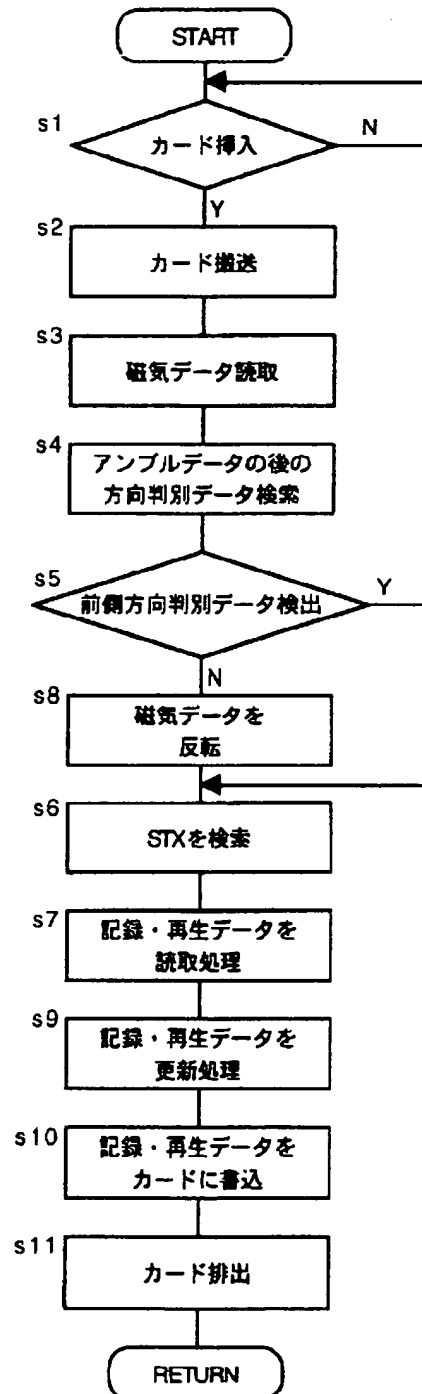 START
s1
カード挿入
N
Y
s2
カード搬送
s3
磁気データ読取
s4
アンブルデータの後の
方向判別データ検索
s5
前側方向判別データ検出
Y
N
s8
磁気データを
反転
s6
STXを検索
s7
記録・再生データを
読取処理
s9
記録・再生データを
更新処理
s10
記録・再生データを
カードに書込
s11
カード排出
RETURN